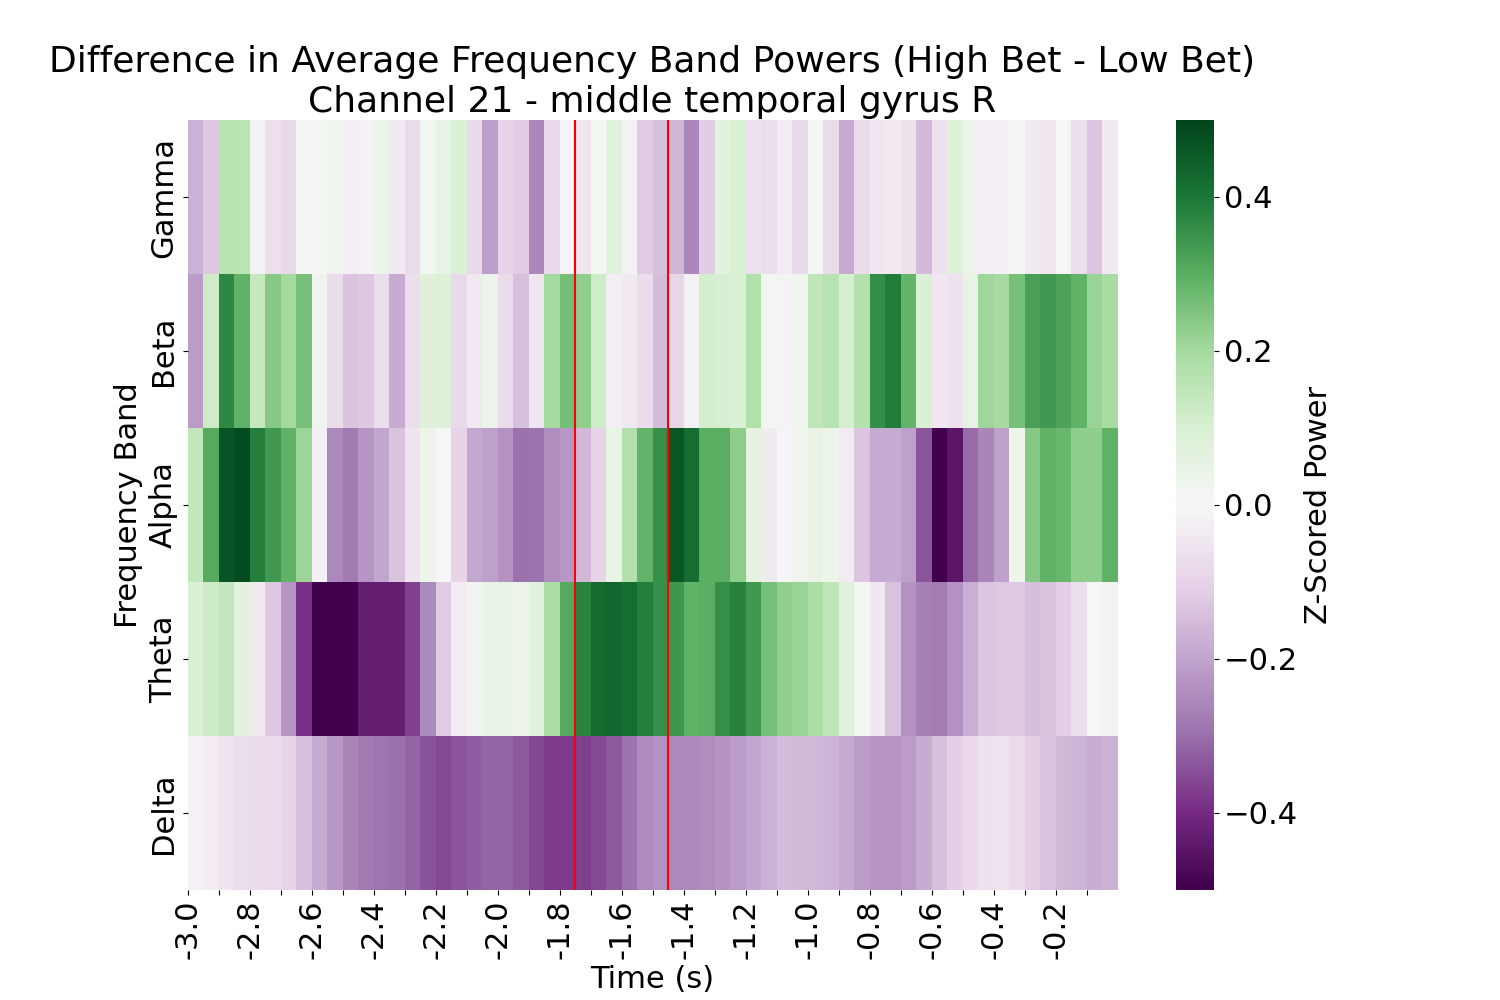 Difference in Average Frequency Band Powers (High Bet - Low Bet)
Channel 21 - middle temporal gyrus R
Frequency Band
Gamma
Beta
Alpha
Theta
Delta
-3.0
-2.8
-2.6
-2.4
-2.2
-2.0
-1.8
-1.6
-1.4
-1.2
-1.0
-0.8
-0.6
-0.4
-0.2
Time (s)
0.4
0.2
0.0
−0.2
−0.4
Z-Scored Power